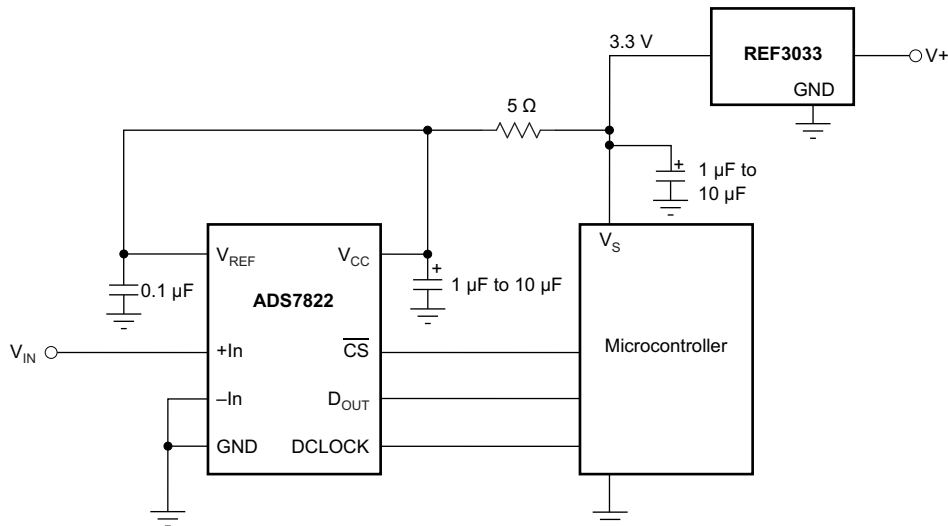 3.3 V
REF3033
V+
GND
5 Ω
+
1 µF to
10 µF
V_REF
V_CC
+
V_S
0.1 µF
ADS7822
1 µF to 10 µF
V_IN
+In
C̅S̅
Microcontroller
–In
D_OUT
GND
DCLOCK